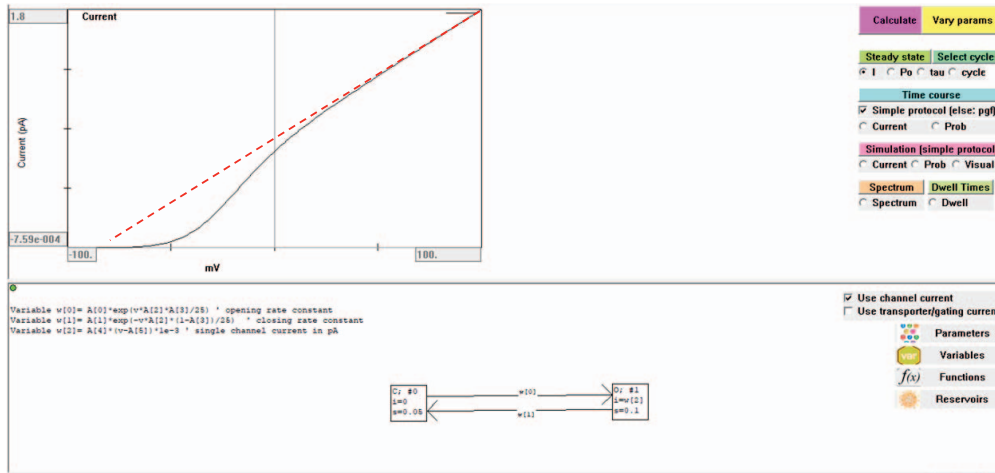 1.8
Current
Current (pA)
-7.59e-004
-100.
100.
mV
Calculate Vary params
Steady state Select cycle
I Po tau cycle
Time course
Simple protocol (else: pgf)
Current Prob
Simulation (simple protocol
Current Prob Visual
Spectrum Dwell Times
Spectrum Dwell
Variable w[0]= A[0]*exp(v*A[2]*A[3]/25) ' opening rate constant
Variable w[1]= A[1]*exp(-v*A[2]*(1-A[3])/25) ' closing rate constant
Variable w[2]= A[4]*(v-A[5])*1e-3 ' single channel current in pA
C; #0
i=0
s=0.05
w[0]
w[1]
O; #1
i=w[2]
s=0.1
Use channel current
Use transporter/gating curren
Parameters
var Variables
f(x) Functions
Reservoirs